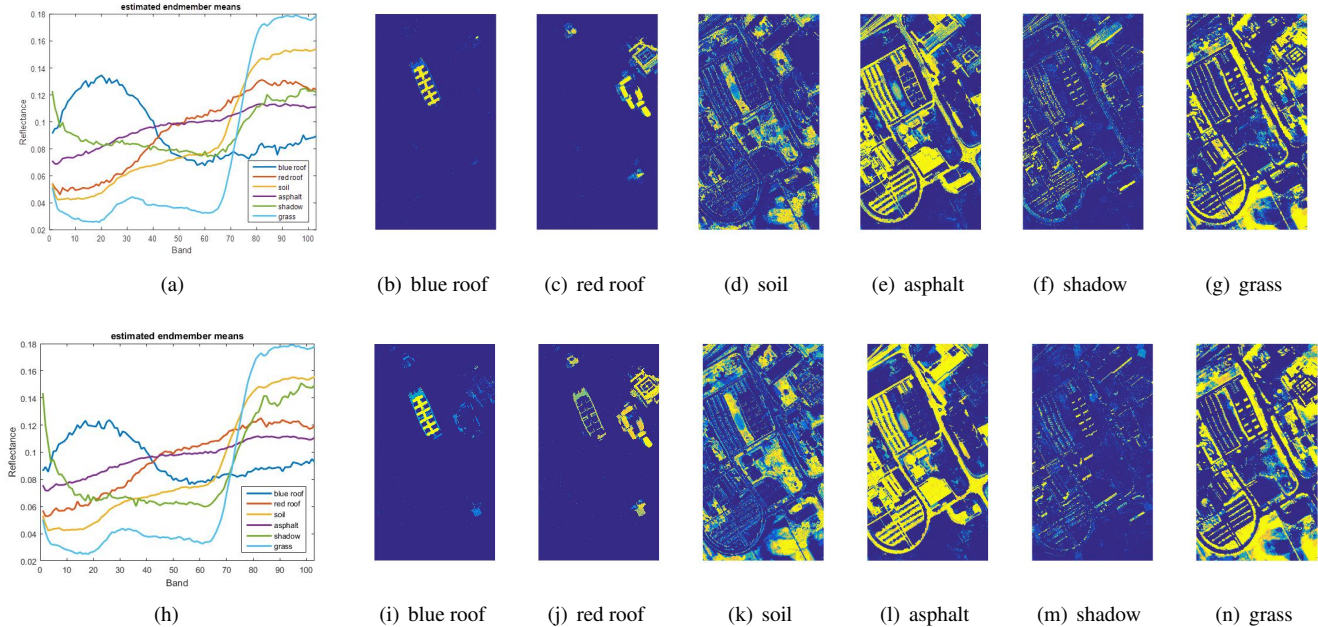 estimated endmember means
0.18
0.16
0.14
0.12
0.1
0.08
0.06
0.04
0.02
Reflectance
0 10 20 30 40 50 60 70 80 90 100
Band
blue roof
red roof
soil
asphalt
shadow
grass
(a)
(b) blue roof
(c) red roof
(d) soil
(e) asphalt
(f) shadow
(g) grass
estimated endmember means
0.18
0.16
0.14
0.12
0.1
0.08
0.06
0.04
0.02
Reflectance
0 10 20 30 40 50 60 70 80 90 100
Band
blue roof
red roof
soil
asphalt
shadow
grass
(h)
(i) blue roof
(j) red roof
(k) soil
(l) asphalt
(m) shadow
(n) grass